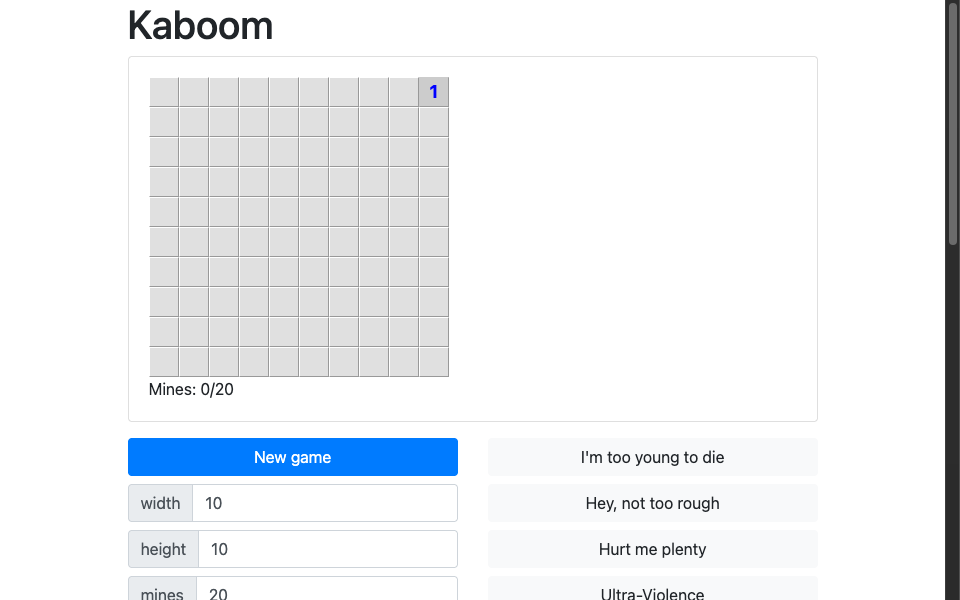 Kaboom
1
Mines: 0/20
New game
I'm too young to die
width 10
Hey, not too rough
height 10
Hurt me plenty
mines 20
Ultra-Violence